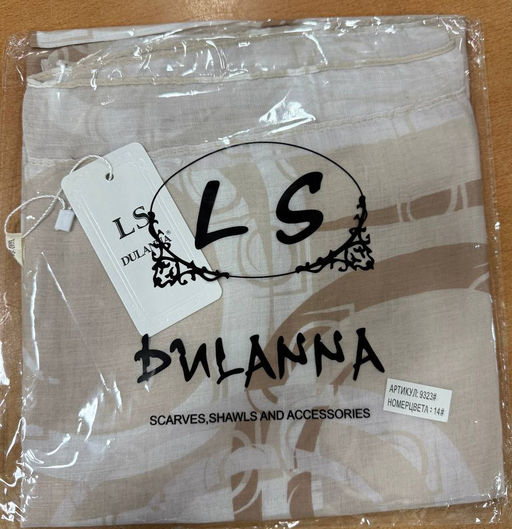 LS
DULANNA®
LS
DULANNA
SCARVES,SHAWLS AND ACCESSORIES
АРТИКУЛ: 9323#
НОМЕРЦВЕТА: 14#